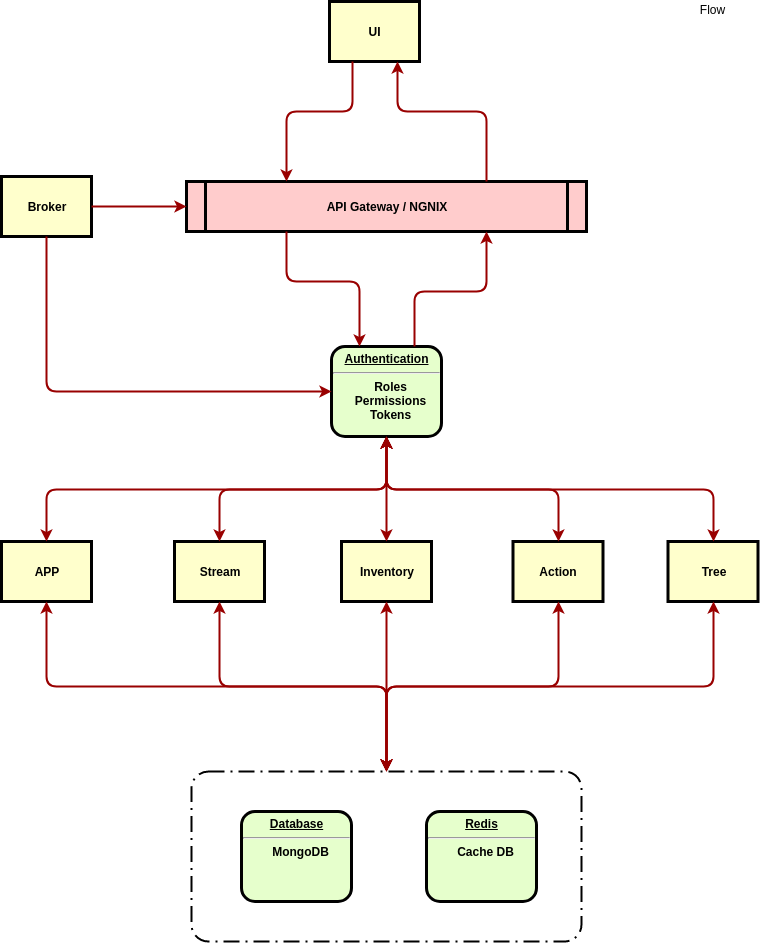 Flow
UI
Broker
API Gateway / NGNIX
Authentication
Roles
Permissions
Tokens
APP
Stream
Inventory
Action
Tree
Database
MongoDB
Redis
Cache DB